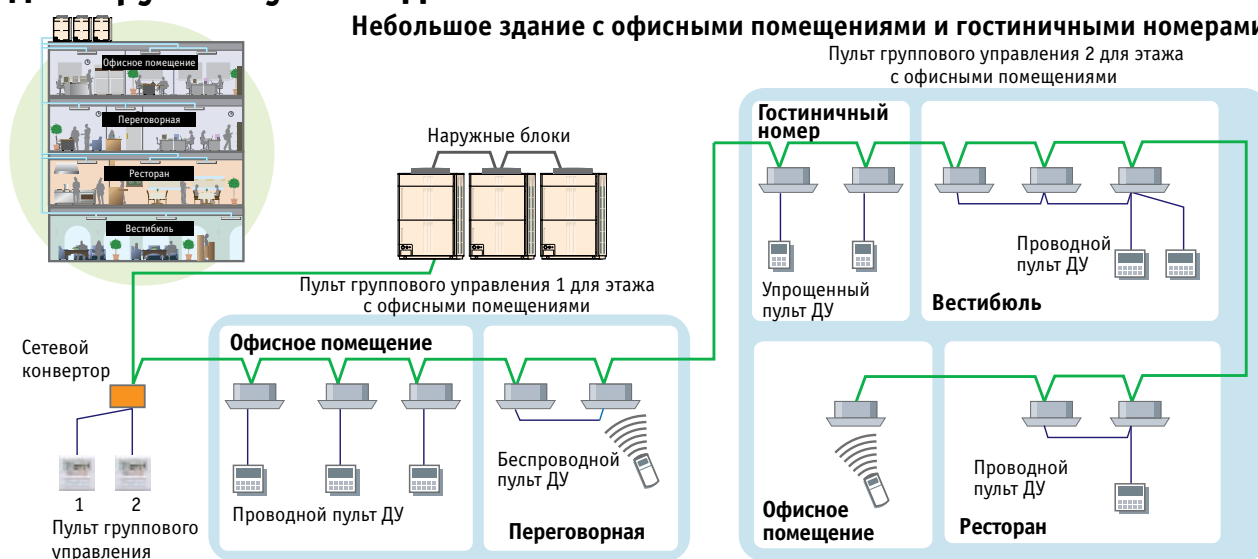 Небольшое здание с офисными помещениями и гостиничными номерами
Офисное помещение
Переговорная
Ресторан
Вестибюль
Наружные блоки
Пульт группового управления 2 для этажа
с офисными помещениями
Гостиничный
номер
Упрощенный
пульт ДУ
Проводной
пульт ДУ
Вестибюль
Пульт группового управления 1 для этажа
с офисными помещениями
Сетевой
конвертор
1
2
Пульт группового
управления
Офисное помещение
Проводной пульт ДУ
Беспроводной
пульт ДУ
Переговорная
Офисное
помещение
Проводной
пульт ДУ
Ресторан